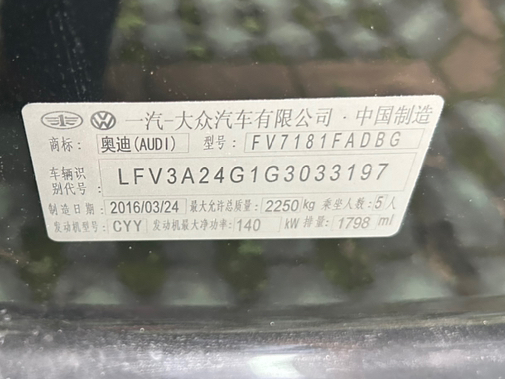 一汽-大众汽车有限公司·中国制造
商标: 奥迪(AUDI) 型号: FV7181FADBG
车辆识别代号: LFV3A24G1G3033197
制造日期: 2016/03/24 最大允许总质量: 2250kg 乘坐人数: 5人
发动机型号: CYY 发动机最大净功率: 140 kW 排量: 1798 ml